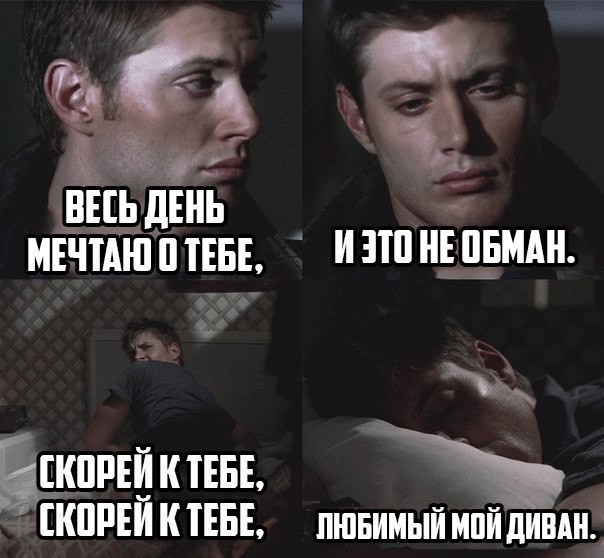 ВЕСЬ ДЕНЬ
МЕЧТАЮ О ТЕБЕ,
И ЭТО НЕ ОБМАН.
СКОРЕЙ К ТЕБЕ,
СКОРЕЙ К ТЕБЕ,
ЛЮБИМЫЙ МОЙ ДИВАН.